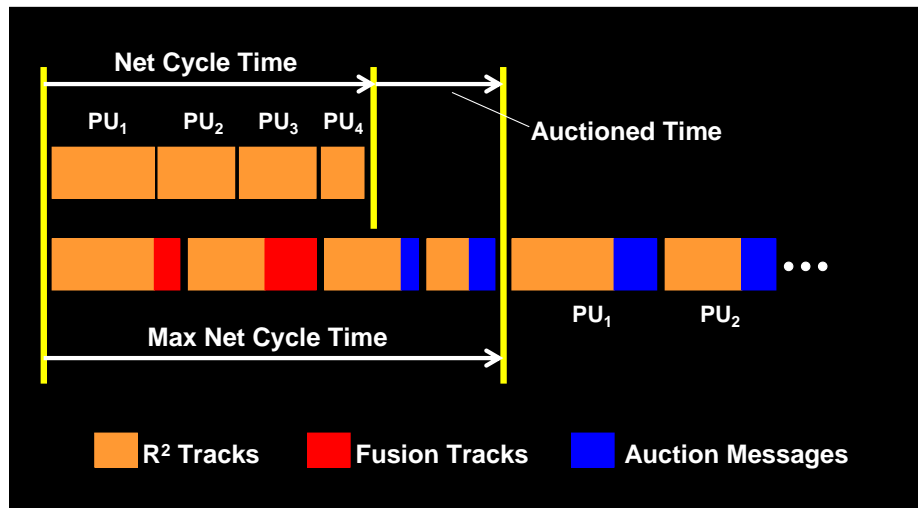 Net Cycle Time
PU₁ PU₂ PU₃ PU₄
Auctioned Time
PU₁ PU₂
Max Net Cycle Time
R² Tracks Fusion Tracks Auction Messages